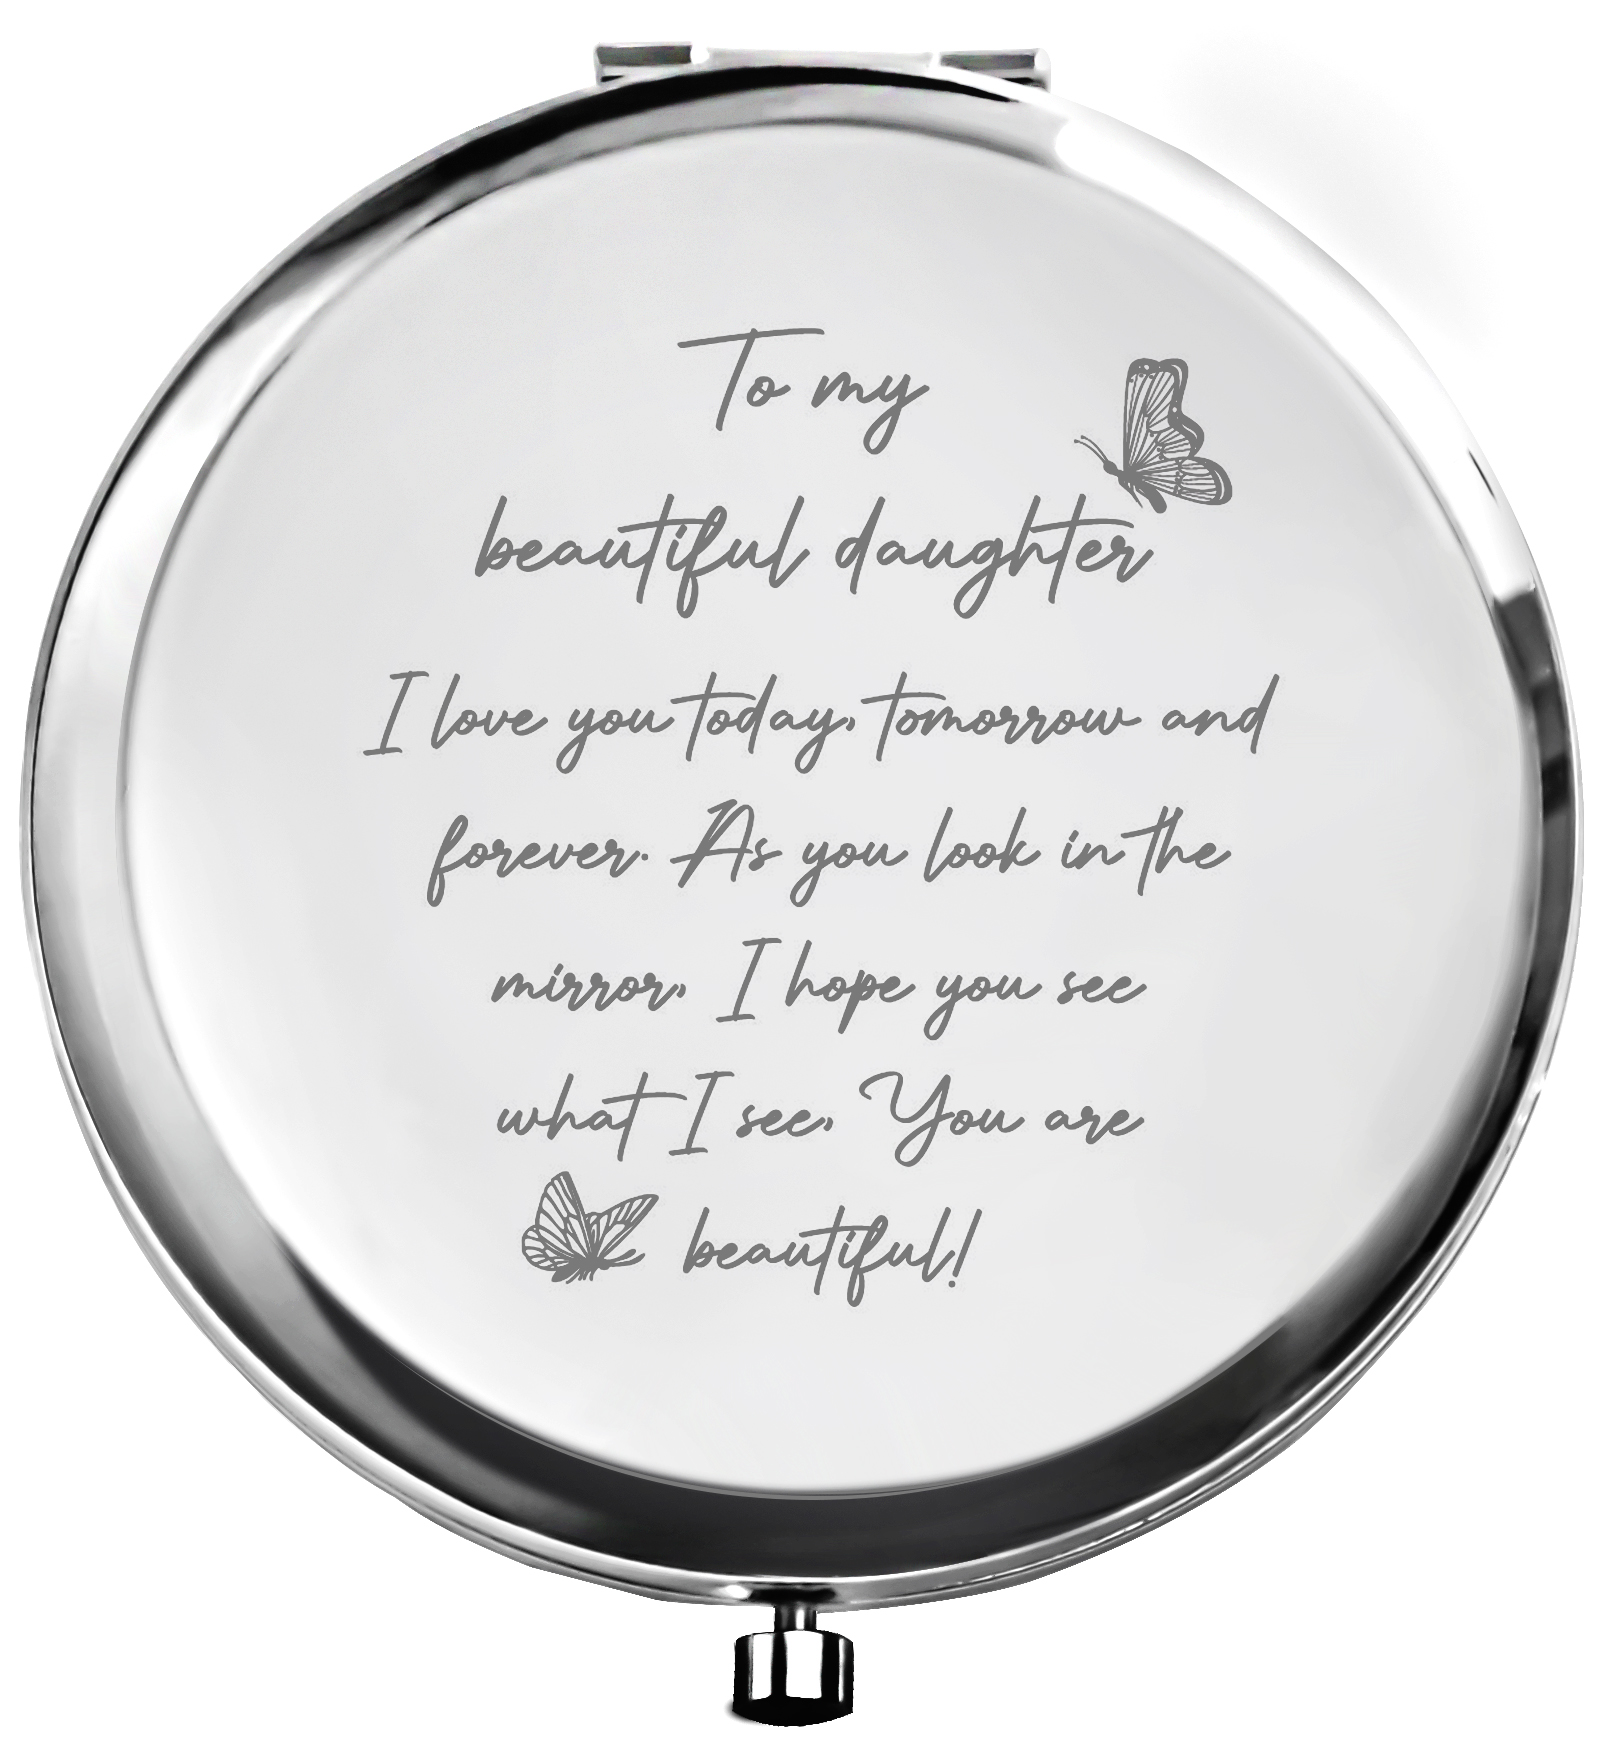 To my
beautiful daughter
I love you today, tomorrow and
forever. As you look in the
mirror, I hope you see
what I see, You are
beautiful!